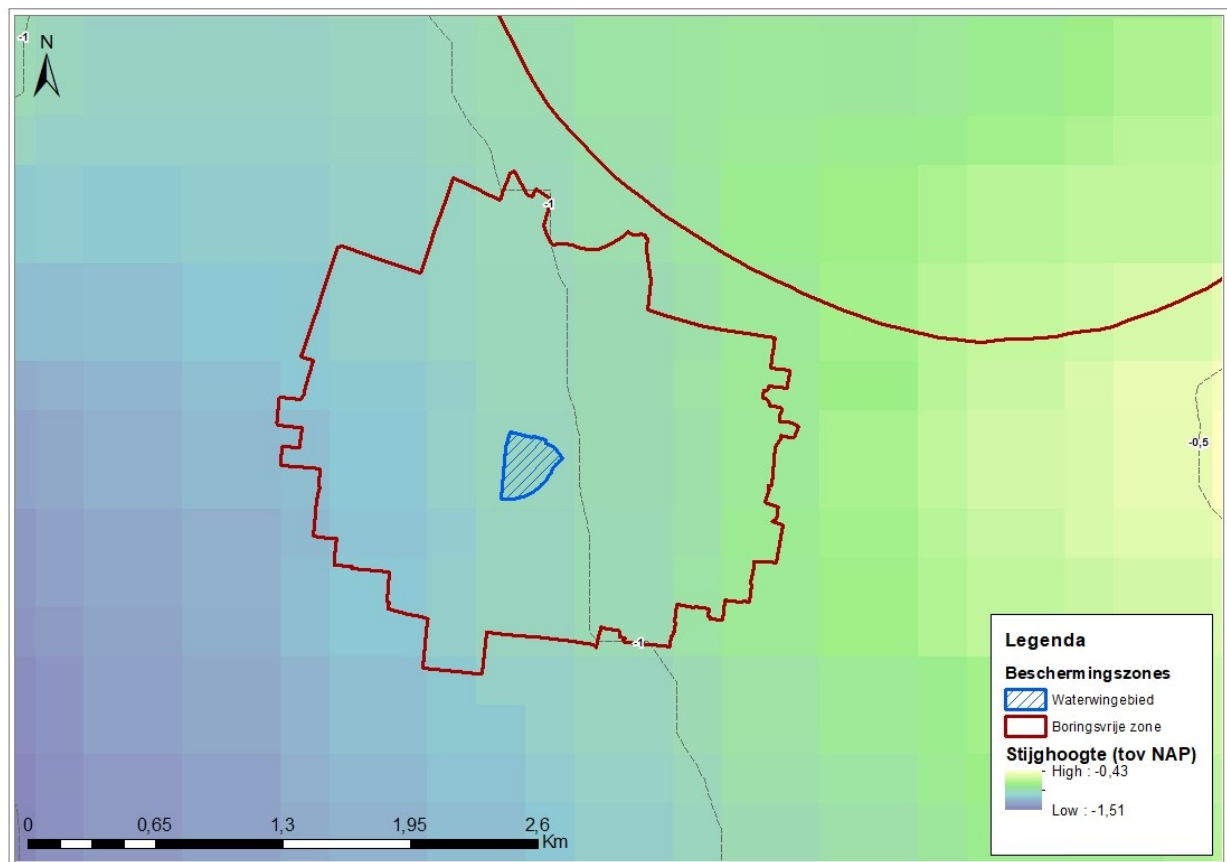 -1
N
-1
-0,5
-1
Legenda
Beschermingszones
Waterwingebied
Boringsvrije zone
Stijghoogte (tov NAP)
High : -0,43
Low : -1,51
0 0,65 1,3 1,95 2,6
Km